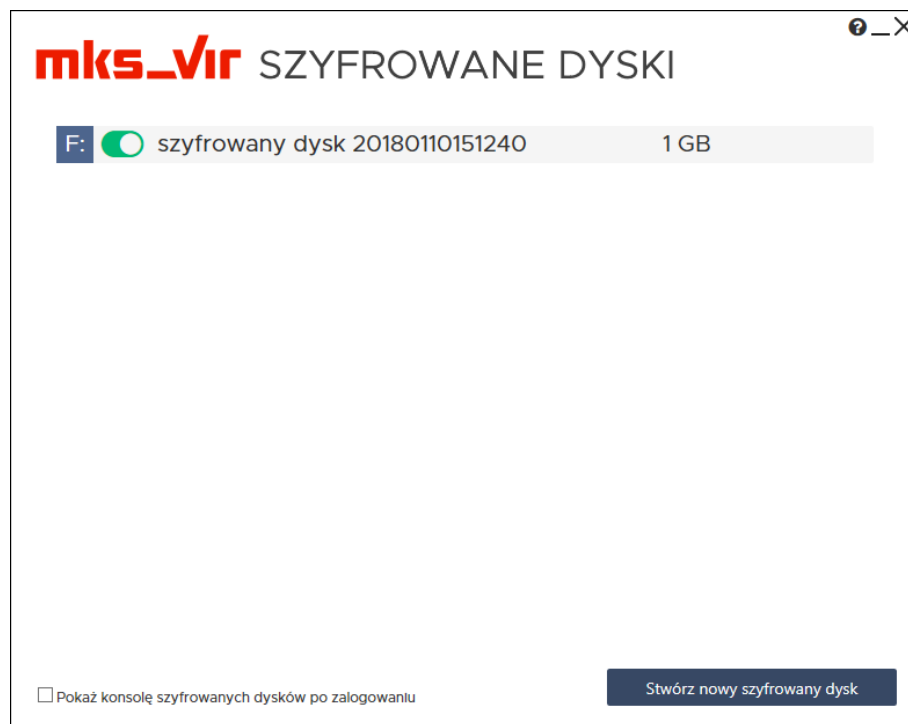 mks_vir SZYFROWANE DYSKI
F: szyfrowany dysk 20180110151240 1 GB
Pokaż konsolę szyfrowanych dysków po zalogowaniu
Stwórz nowy szyfrowany dysk